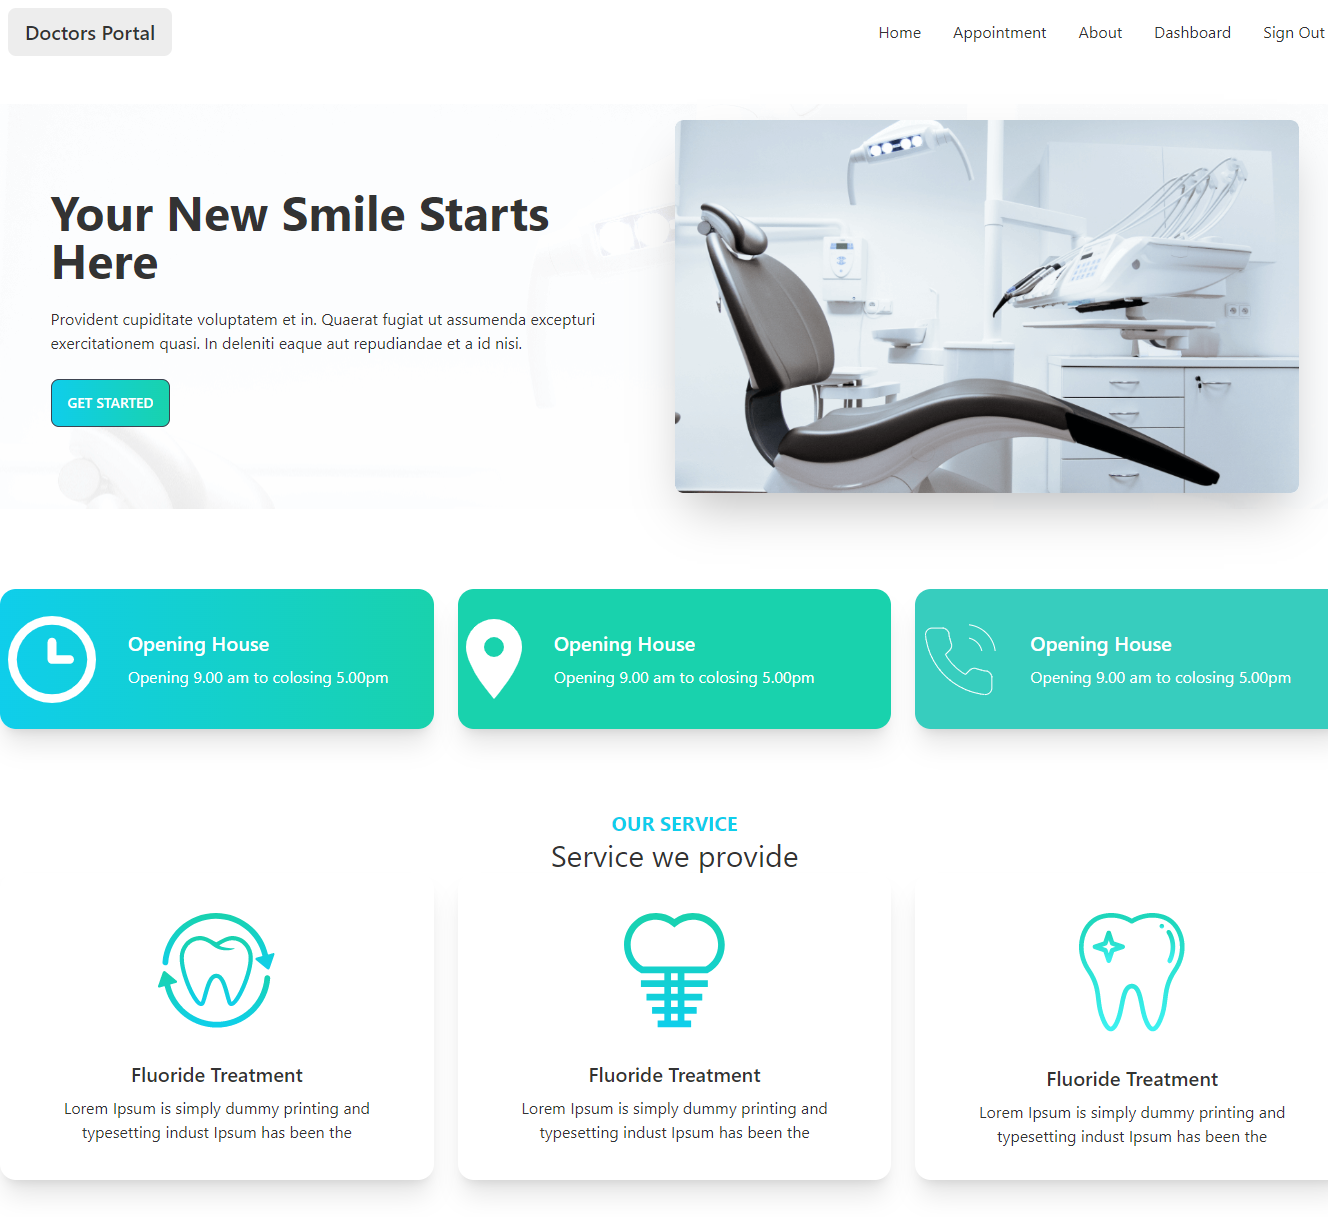 Doctors Portal
Home Appointment About Dashboard Sign Out
Your New Smile Starts
Here
Provident cupiditate voluptatem et in. Quaerat fugiat ut assumenda excepturi
exercitationem quasi. In deleniti eaque aut repudiandae et a id nisi.
GET STARTED
Opening House
Opening 9.00 am to colosing 5.00pm
Opening House
Opening 9.00 am to colosing 5.00pm
Opening House
Opening 9.00 am to colosing 5.00pm
OUR SERVICE
Service we provide
Fluoride Treatment
Lorem Ipsum is simply dummy printing and
typesetting indust Ipsum has been the
Fluoride Treatment
Lorem Ipsum is simply dummy printing and
typesetting indust Ipsum has been the
Fluoride Treatment
Lorem Ipsum is simply dummy printing and
typesetting indust Ipsum has been the